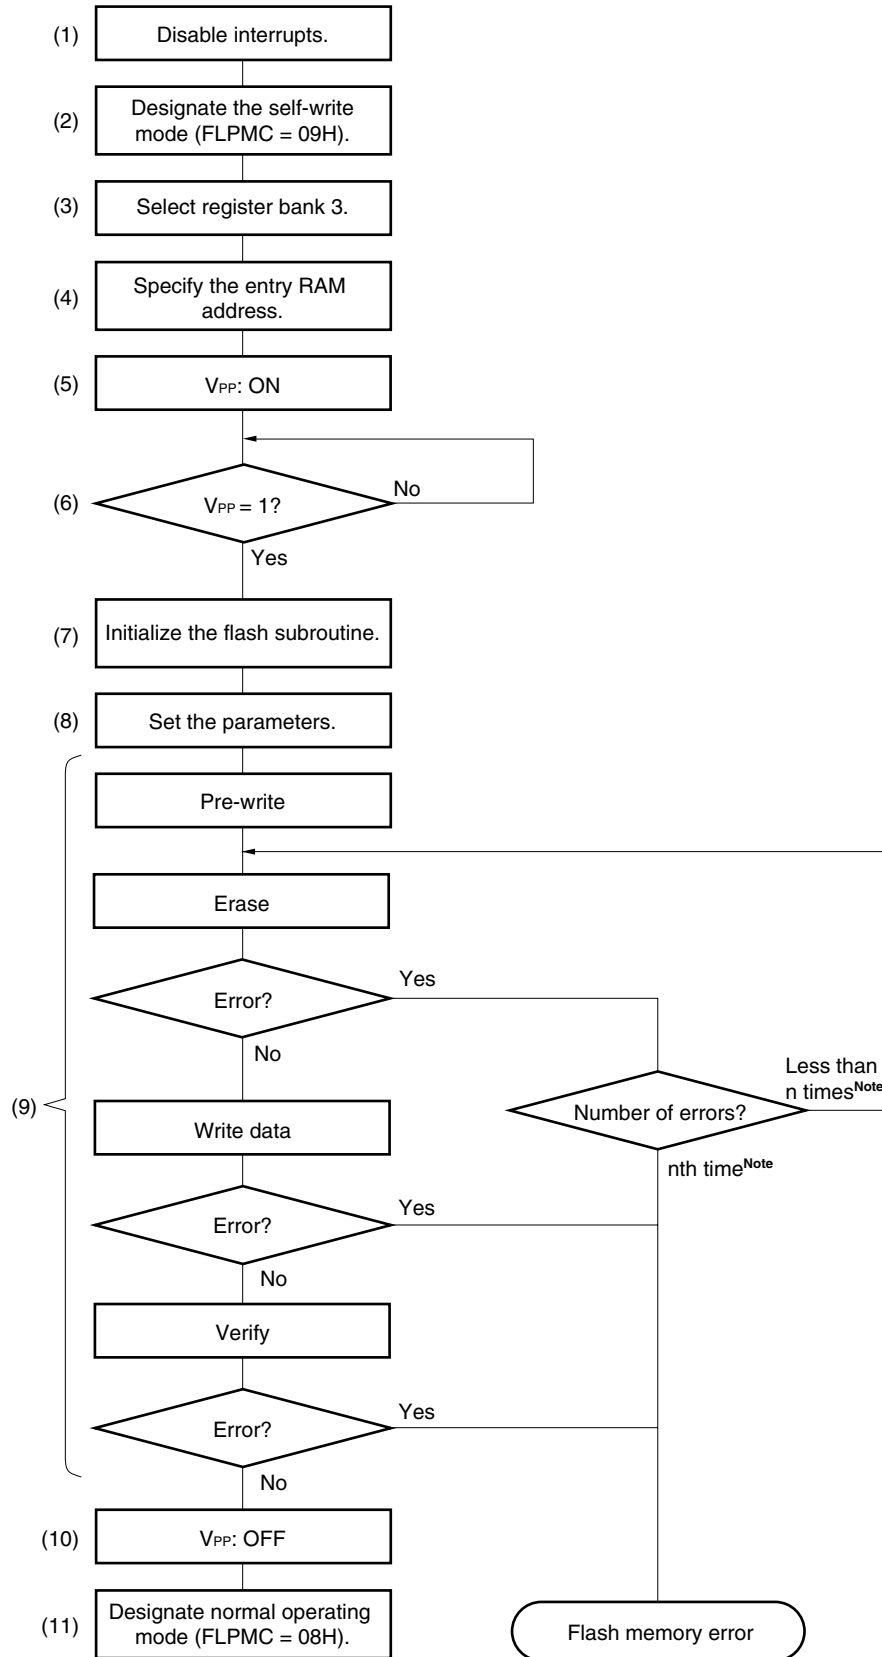 (1)
Disable interrupts.
(2)
Designate the self-write
mode (FLPMC = 09H).
(3)
Select register bank 3.
(4)
Specify the entry RAM
address.
(5)
VPP: ON
(6)
VPP = 1?
No
Yes
(7)
Initialize the flash subroutine.
(8)
Set the parameters.
(9)
Pre-write
Erase
Error?
Yes
No
Number of errors?
Less than
n timesNote
nth timeNote
Write data
Error?
Yes
No
Verify
Error?
Yes
No
(10)
VPP: OFF
(11)
Designate normal operating
mode (FLPMC = 08H).
Flash memory error